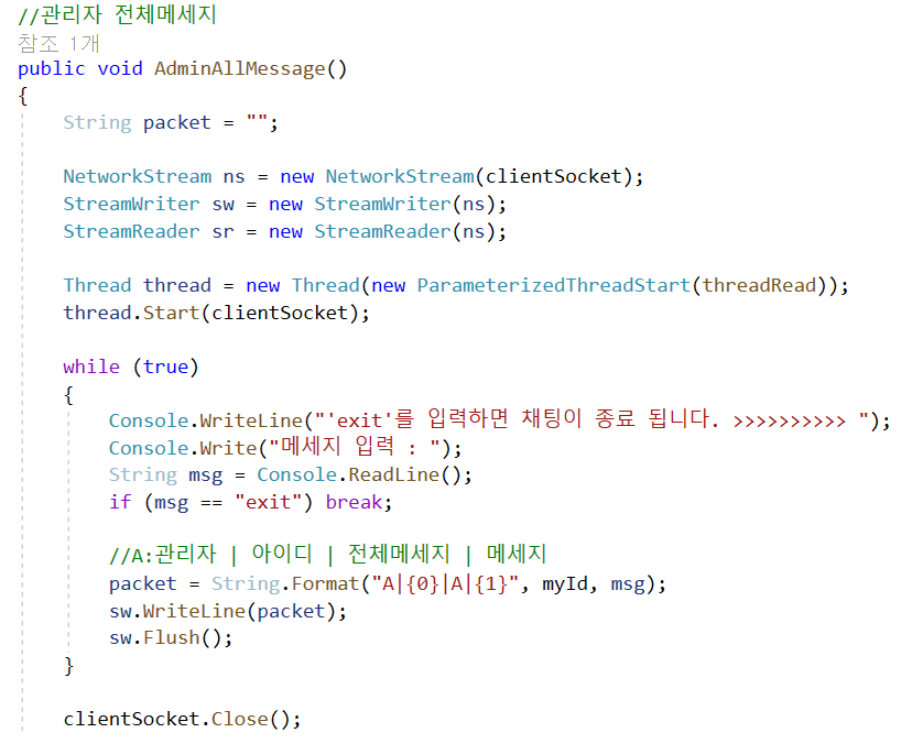 //관리자 전체메세지
참조 1개
public void AdminAllMessage()
{
String packet = "";
NetworkStream ns = new NetworkStream(clientSocket);
StreamWriter sw = new StreamWriter(ns);
StreamReader sr = new StreamReader(ns);
Thread thread = new Thread(new ParameterizedThreadStart(threadRead));
thread.Start(clientSocket);
while (true)
{
Console.WriteLine("'exit'를 입력하면 채팅이 종료 됩니다. >>>>>>>>>> ");
Console.Write("메세지 입력 : ");
String msg = Console.ReadLine();
if (msg == "exit") break;
//A:관리자 | 아이디 | 전체메세지 | 메세지
packet = String.Format("A|{0}|A|{1}", myId, msg);
sw.WriteLine(packet);
sw.Flush();
}
clientSocket.Close();